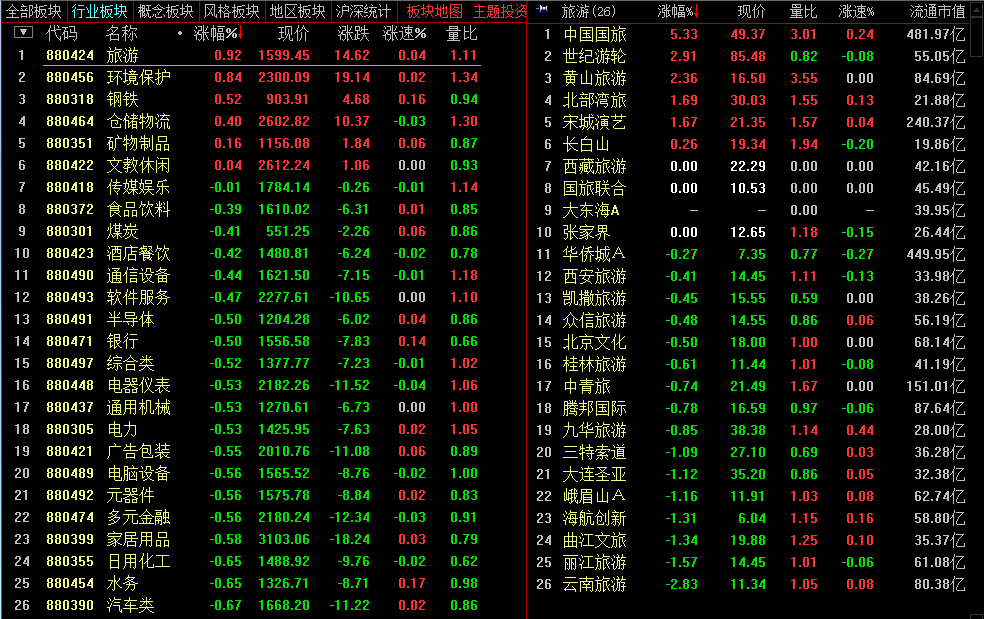 全部板块 行业板块 概念板块 风格板块 地区板块 沪深统计 板块地图 主题投资
代码 名称 · 涨幅%↓ 现价 涨跌 涨速% 量比
1 880424 旅游 0.92 1599.45 14.62 0.04 1.11
2 880456 环境保护 0.84 2300.09 19.14 0.02 1.34
3 880318 钢铁 0.52 903.91 4.68 0.16 0.94
4 880464 仓储物流 0.40 2602.82 10.37 -0.03 1.30
5 880351 矿物制品 0.16 1156.08 1.84 0.06 0.87
6 880422 文教休闲 0.04 2612.24 1.06 0.00 0.93
7 880418 传媒娱乐 -0.01 1784.14 -0.26 -0.01 1.14
8 880372 食品饮料 -0.39 1610.02 -6.31 0.01 0.85
9 880301 煤炭 -0.41 551.25 -2.26 0.06 0.86
10 880423 酒店餐饮 -0.42 1480.81 -6.24 -0.02 0.78
11 880490 通信设备 -0.44 1621.50 -7.15 -0.01 1.18
12 880493 软件服务 -0.47 2277.61 -10.65 0.00 1.10
13 880491 半导体 -0.50 1204.28 -6.02 0.04 0.86
14 880471 银行 -0.50 1556.58 -7.83 0.14 0.66
15 880497 综合类 -0.52 1377.77 -7.23 -0.01 1.02
16 880448 电器仪表 -0.53 2182.26 -11.52 -0.04 1.06
17 880437 通用机械 -0.53 1270.61 -6.73 0.00 1.00
18 880305 电力 -0.53 1425.95 -7.63 0.02 1.05
19 880421 广告包装 -0.55 2010.76 -11.08 0.06 0.89
20 880489 电脑设备 -0.56 1565.52 -8.76 -0.02 1.00
21 880492 元器件 -0.56 1575.78 -8.84 0.02 0.83
22 880474 多元金融 -0.56 2180.24 -12.34 -0.03 0.91
23 880399 家居用品 -0.58 3103.06 -18.24 0.03 0.79
24 880355 日用化工 -0.65 1488.92 -9.76 -0.02 0.62
25 880454 水务 -0.65 1326.71 -8.71 0.17 0.98
26 880390 汽车类 -0.67 1668.20 -11.22 0.02 0.86
旅游(26) 涨幅%↓ 现价 量比 涨速% 流通市值
1 中国国旅 5.33 49.37 3.01 0.24 481.97亿
2 世纪游轮 2.91 85.48 0.82 -0.08 55.05亿
3 黄山旅游 2.36 16.50 3.55 0.00 84.69亿
4 北部湾旅 1.69 30.03 1.55 0.13 21.88亿
5 宋城演艺 1.67 21.35 1.57 0.04 240.37亿
6 长白山 0.26 19.34 1.94 -0.20 19.86亿
7 西藏旅游 0.00 22.29 0.00 0.00 42.16亿
8 国旅联合 0.00 10.53 0.00 0.00 45.49亿
9 大东海A — — 0.00 — 39.95亿
10 张家界 0.00 12.65 1.18 -0.15 26.44亿
11 华侨城A -0.27 7.35 0.77 -0.27 449.95亿
12 西安旅游 -0.41 14.45 1.11 -0.13 33.98亿
13 凯撒旅游 -0.45 15.55 0.59 0.00 38.26亿
14 众信旅游 -0.48 14.55 0.86 0.06 56.19亿
15 北京文化 -0.50 18.00 1.00 0.00 68.14亿
16 桂林旅游 -0.61 11.44 1.01 -0.08 41.19亿
17 中青旅 -0.74 21.49 1.67 0.00 151.01亿
18 腾邦国际 -0.78 16.59 0.97 -0.06 87.64亿
19 九华旅游 -0.85 38.38 1.14 0.44 28.00亿
20 三特索道 -1.09 27.10 0.69 0.03 36.28亿
21 大连圣亚 -1.12 35.20 0.86 0.05 32.38亿
22 峨眉山A -1.16 11.91 1.03 0.08 62.74亿
23 海航创新 -1.31 6.04 1.15 0.16 58.80亿
24 曲江文旅 -1.34 19.88 1.25 0.10 35.37亿
25 丽江旅游 -1.57 14.45 1.01 -0.06 61.08亿
26 云南旅游 -2.83 11.34 1.05 0.08 80.38亿